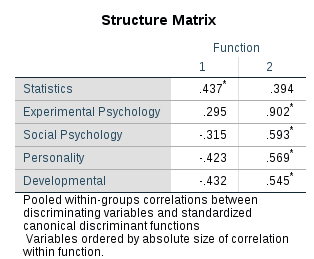 Structure Matrix
Function
1 2
Statistics .437* .394
Experimental Psychology .295 .902*
Social Psychology -.315 .593*
Personality -.423 .569*
Developmental -.432 .545*
Pooled within-groups correlations between
discriminating variables and standardized
canonical discriminant functions
Variables ordered by absolute size of correlation
within function.